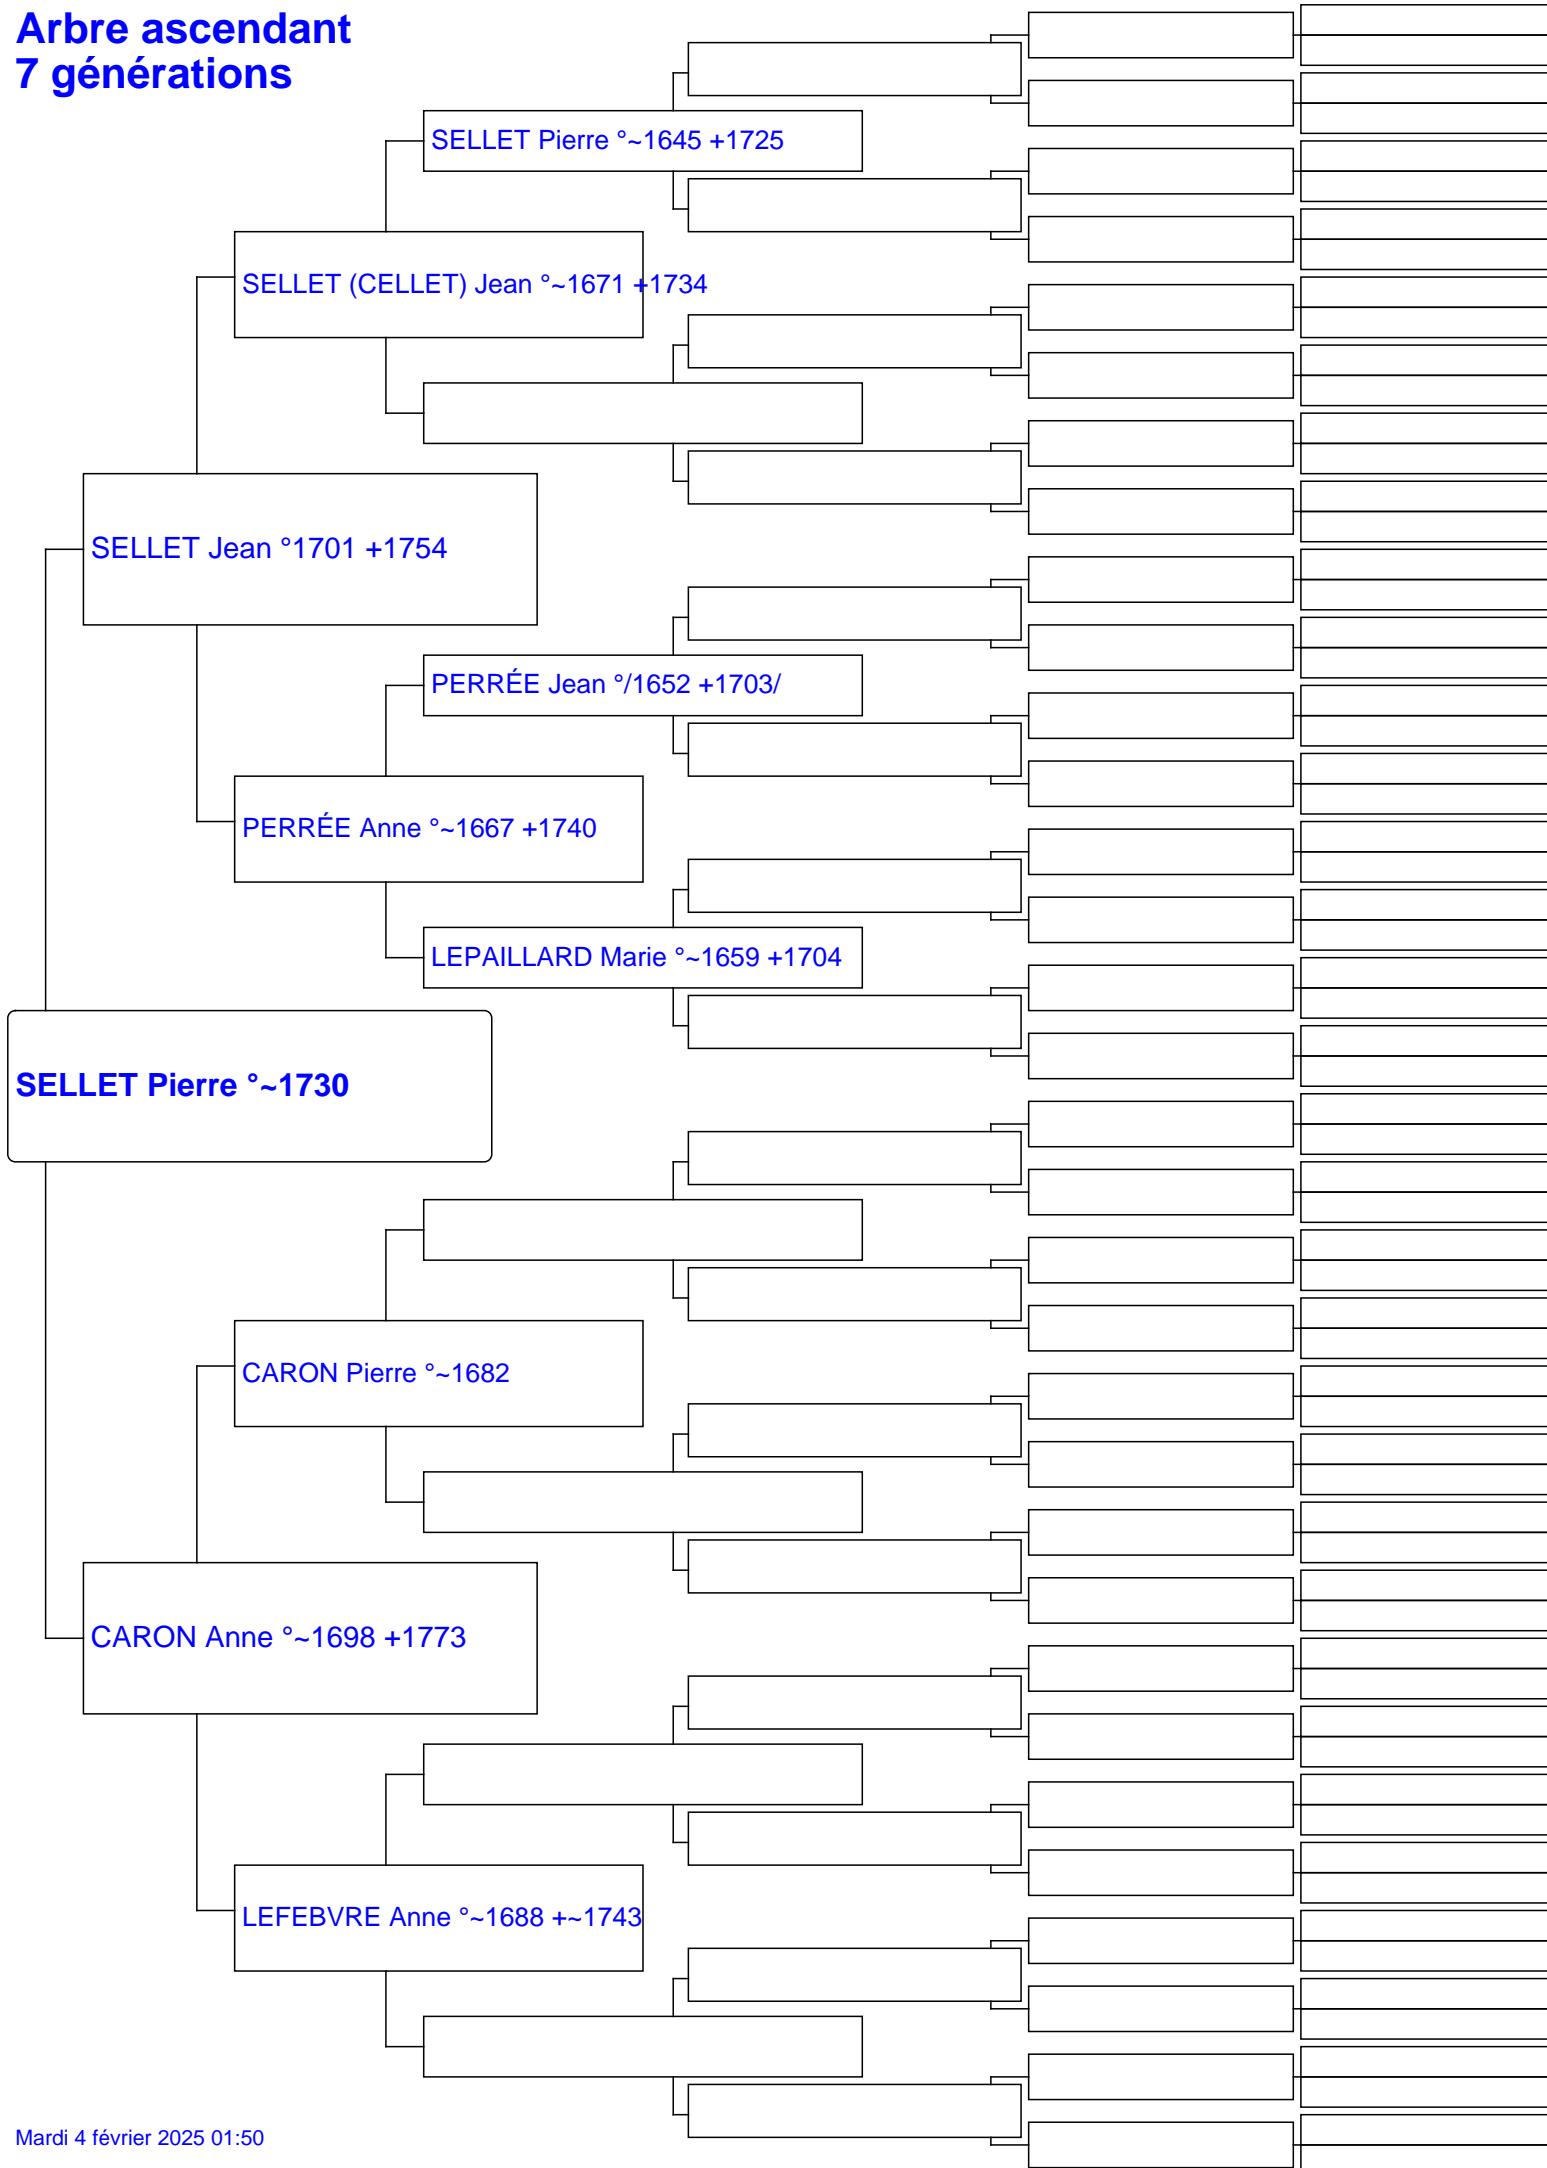 Arbre ascendant
7 générations
SELLET Pierre °~1645 +1725
SELLET (CELLET) Jean °~1671 +1734
SELLET Jean °1701 +1754
PERRÉE Jean °/1652 +1703/
PERRÉE Anne °~1667 +1740
LEPAILLARD Marie °~1659 +1704
SELLET Pierre °~1730
CARON Pierre °~1682
CARON Anne °~1698 +1773
LEFEBVRE Anne °~1688 +~1743
Mardi 4 février 2025 01:50